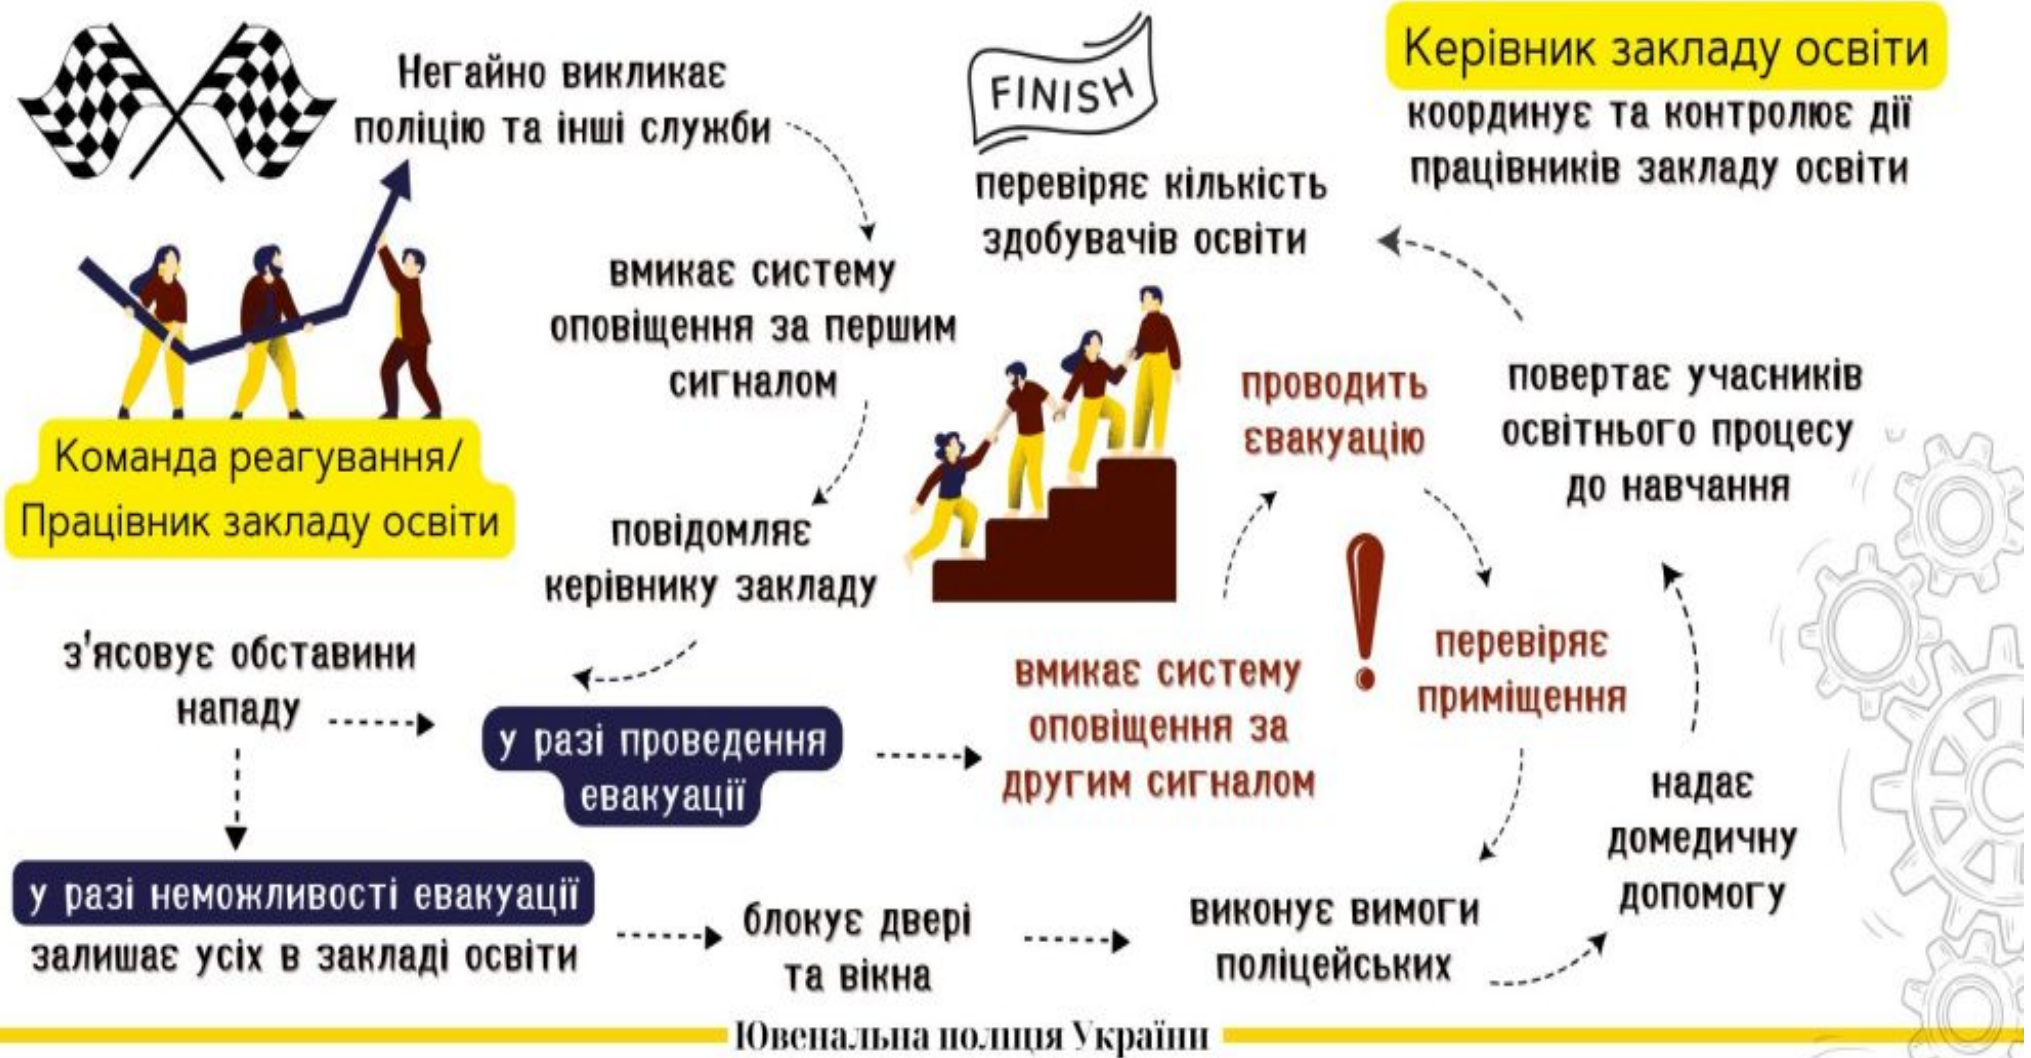 Негайно викликає
поліцію та інші служби
FINISH
Керівник закладу освіти
координує та контролює дії
працівників закладу освіти
перевіряє кількість
здобувачів освіти
вмикає систему
оповіщення за першим
сигналом
Команда реагування/
Працівник закладу освіти
повідомляє
керівнику закладу
проводить
євакуацію
повертає учасників
освітнього процесу
до навчання
з'ясовує обставини
нападу
у разі проведення
евакуації
вмикає систему
оповіщення за
другим сигналом
!
перевіряє
приміщення
надає
домедичну
допомогу
у разі неможливості евакуації
залишає усіх в закладі освіти
блокує двері
та вікна
виконує вимоги
поліцейських
Ювенальна поліція України